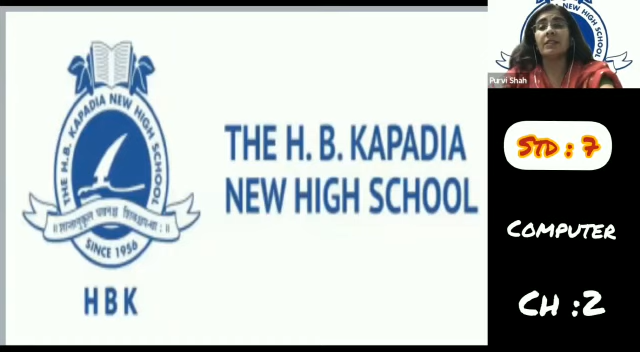 THE H.B. KAPADIA NEW HIGH SCHOOL
SINCE 1956
HBK
THE H. B. KAPADIA
NEW HIGH SCHOOL
NEW HIGH SCHOOL
Purvi Shah
STD : 7
COMPUTER
CH :2